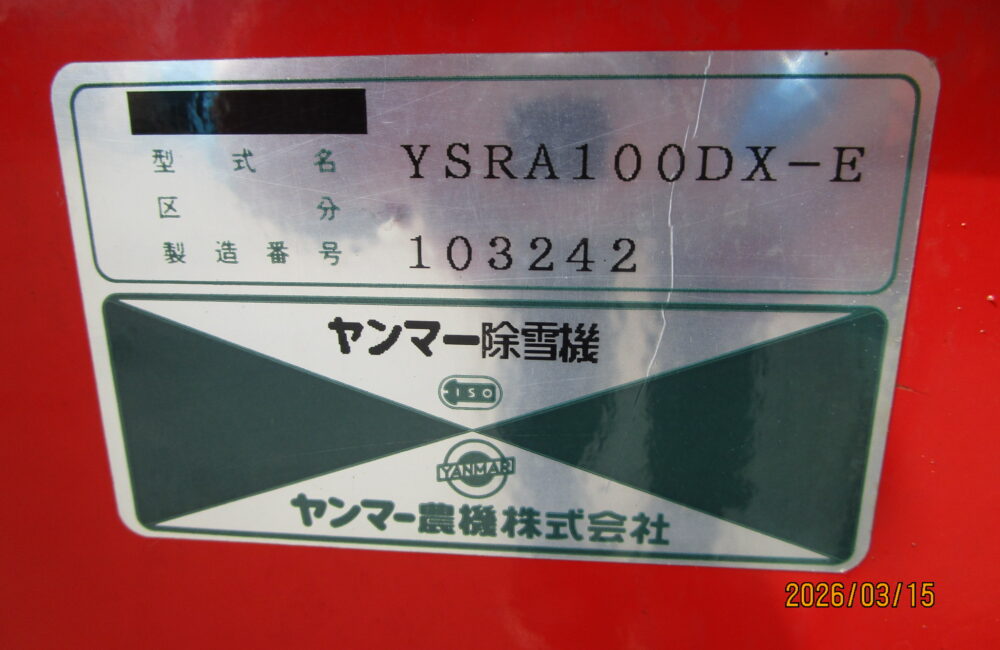 型式名 YSRA100DX-E
区分
製造番号 103242
ヤンマー除雪機
ISO
YANMAR
ヤンマー農機株式会社
2026/03/15